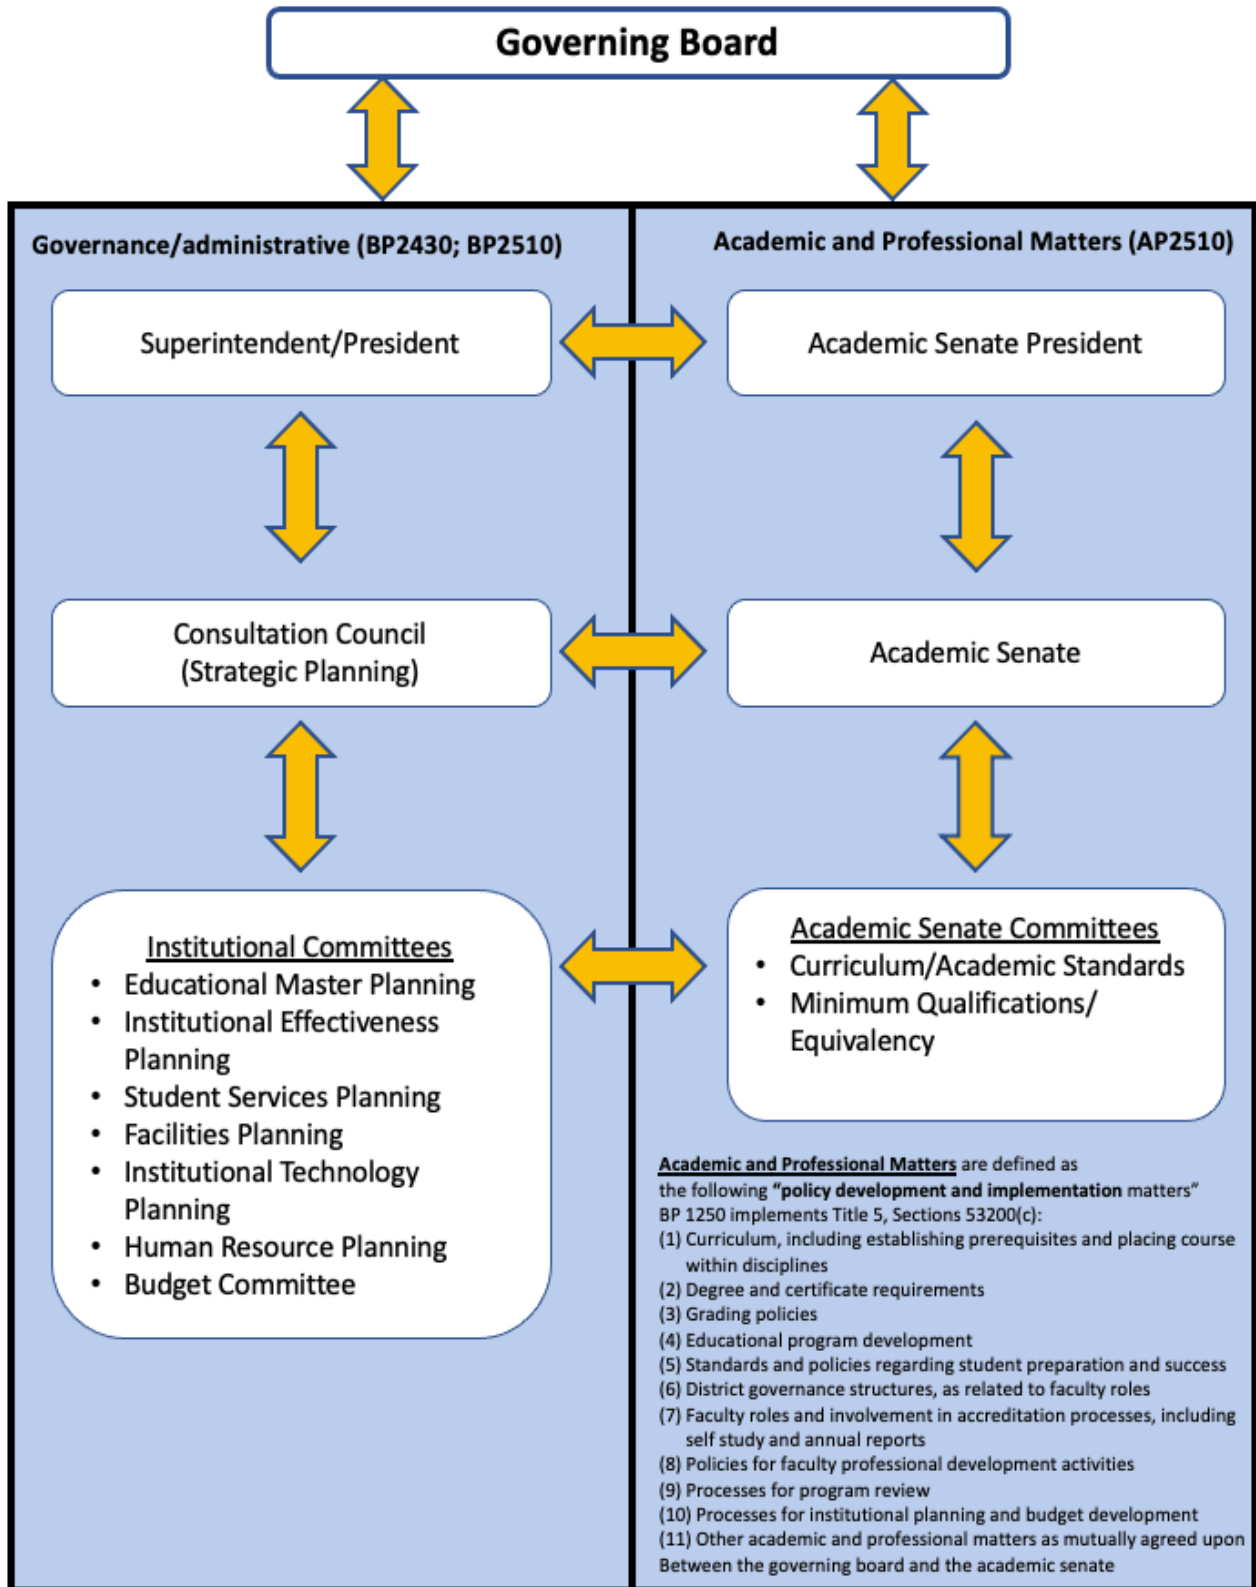 Governing Board
Governance/administrative (BP2430; BP2510)
Superintendent/President
Consultation Council
(Strategic Planning)
Institutional Committees
• Educational Master Planning
• Institutional Effectiveness
Planning
• Student Services Planning
• Facilities Planning
• Institutional Technology
Planning
• Human Resource Planning
• Budget Committee
Academic and Professional Matters (AP2510)
Academic Senate President
Academic Senate
Academic Senate Committees
• Curriculum/Academic Standards
• Minimum Qualifications/
Equivalency
Academic and Professional Matters are defined as
the following “policy development and implementation matters”
BP 1250 implements Title 5, Sections 53200(c):
(1) Curriculum, including establishing prerequisites and placing course
within disciplines
(2) Degree and certificate requirements
(3) Grading policies
(4) Educational program development
(5) Standards and policies regarding student preparation and success
(6) District governance structures, as related to faculty roles
(7) Faculty roles and involvement in accreditation processes, including
self study and annual reports
(8) Policies for faculty professional development activities
(9) Processes for program review
(10) Processes for institutional planning and budget development
(11) Other academic and professional matters as mutually agreed upon
Between the governing board and the academic senate